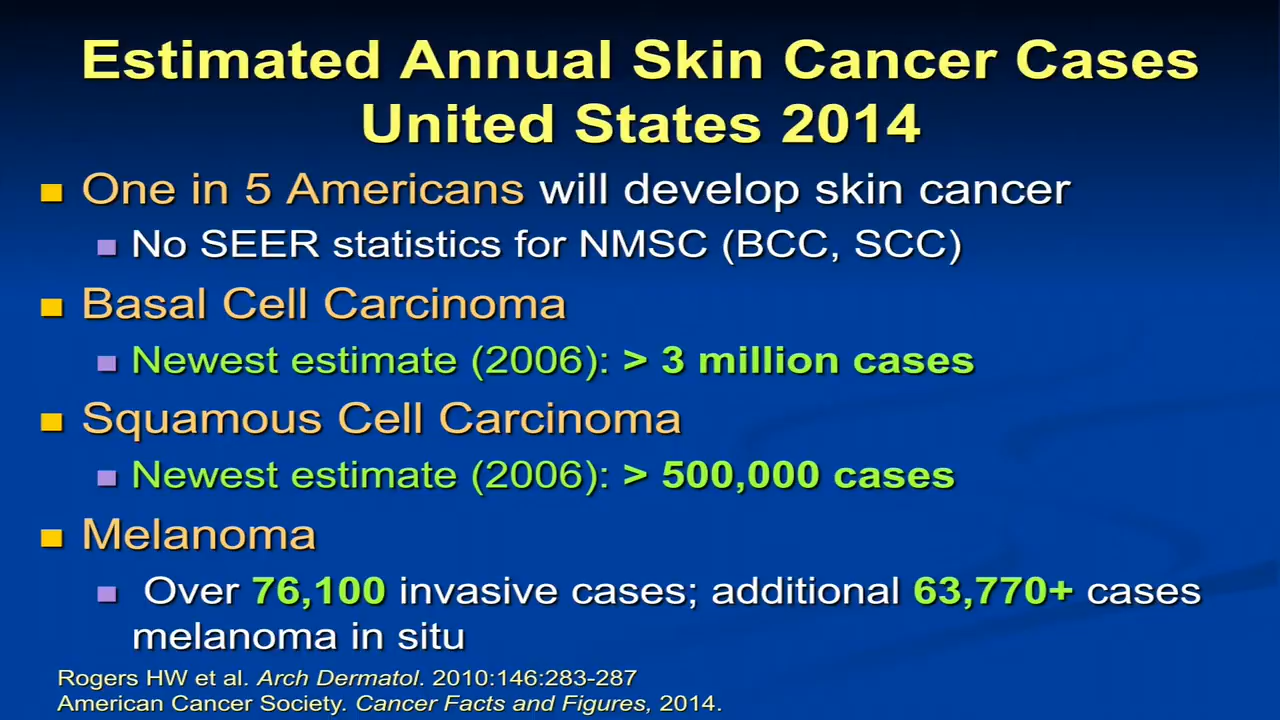 Estimated Annual Skin Cancer Cases
United States 2014
One in 5 Americans will develop skin cancer
No SEER statistics for NMSC (BCC, SCC)
Basal Cell Carcinoma
Newest estimate (2006): > 3 million cases
Squamous Cell Carcinoma
Newest estimate (2006): > 500,000 cases
Melanoma
Over 76,100 invasive cases; additional 63,770+ cases
melanoma in situ
Rogers HW et al. Arch Dermatol. 2010:146:283-287
American Cancer Society. Cancer Facts and Figures, 2014.